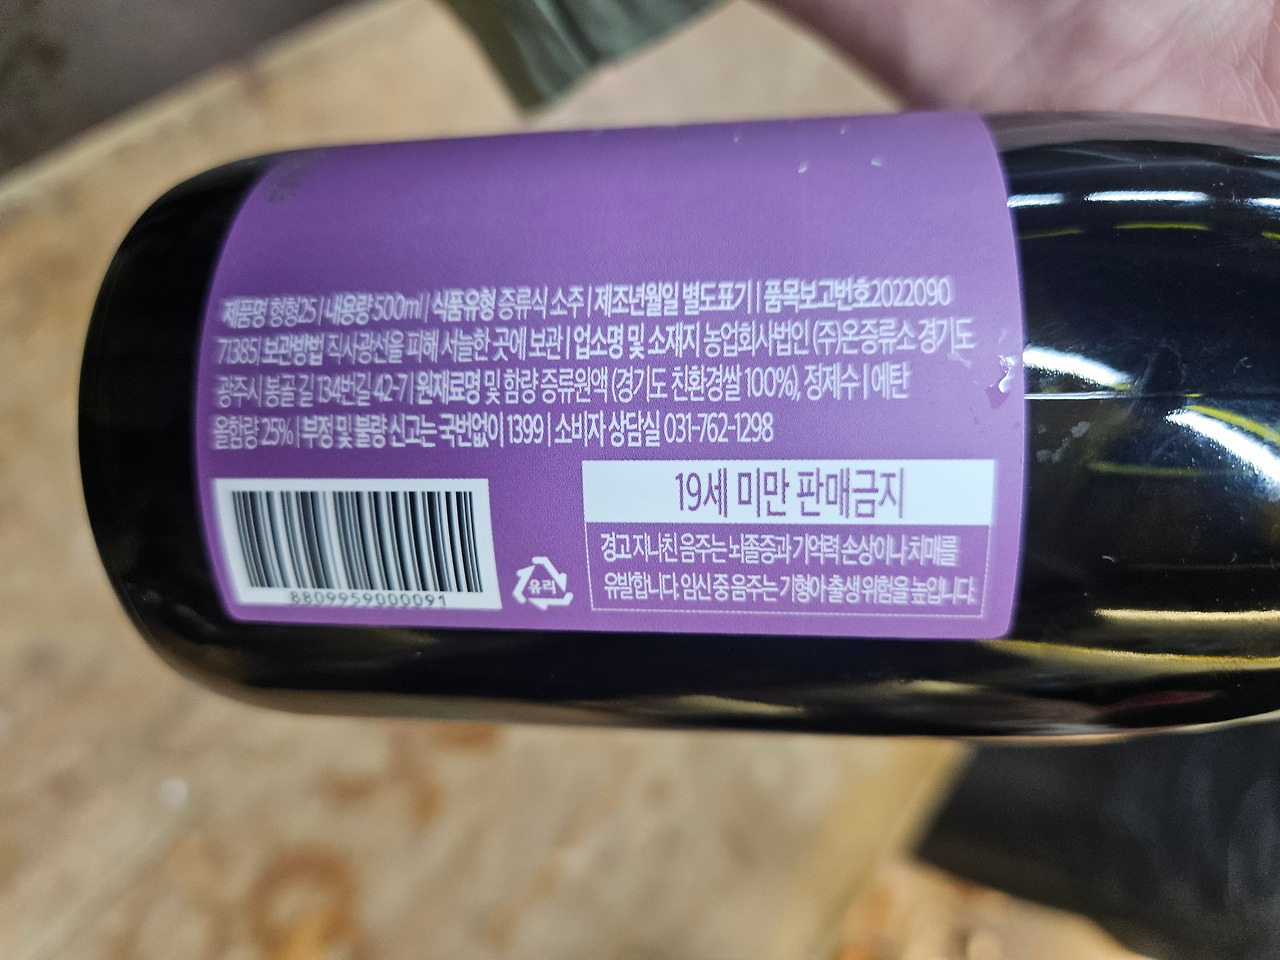 제품명 형형25 | 내용량 500ml | 식품유형 증류식 소주 | 제조년월일 별도표기 | 품목보고번호2022090
71385| 보관방법 직사광선을 피해 서늘한 곳에 보관 | 업소명 및 소재지 농업회사법인 (주)온증류소 경기도
광주시 봉골길 134번길 42-7 | 원재료명 및 함량 증류원액 (경기도 친환경쌀 100%), 정제수 | 에탄
올함량 25% | 부정 및 불량 신고는 국번없이 1399 | 소비자 상담실 031-762-1298
8809959000091
유리
19세 미만 판매금지
경고 지나친 음주는 뇌졸중과 기억력 손상이나 치매를
유발합니다. 임신 중 음주는 기형아 출생 위험을 높입니다.